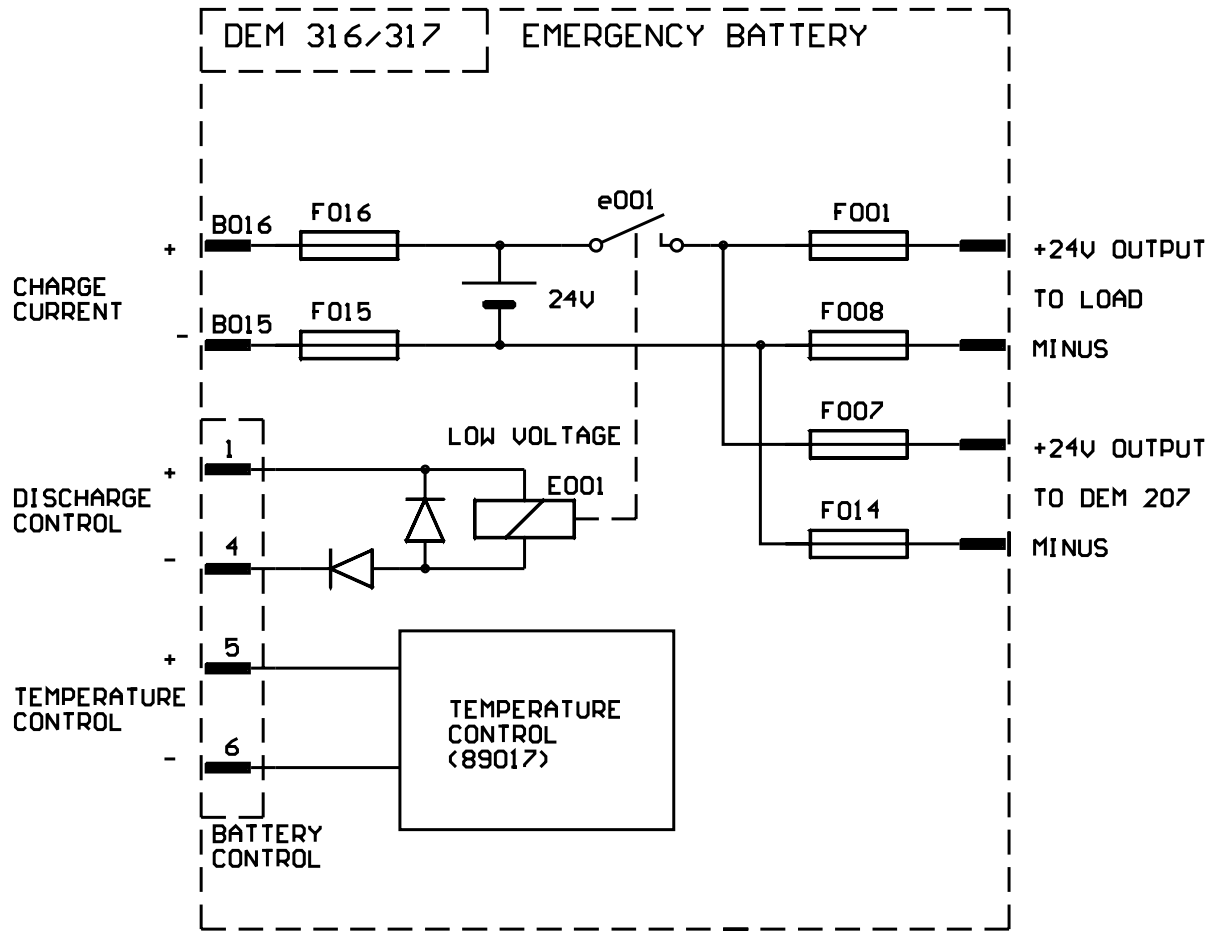 DEM 316/317
EMERGENCY BATTERY
e001
B016
F016
F001
+
+24V OUTPUT
CHARGE
CURRENT
24V
TO LOAD
B015
F015
F008
-
MINUS
F007
1
LOW VOLTAGE
+
+24V OUTPUT
E001
DISCHARGE
CONTROL
TO DEM 207
F014
4
-
MINUS
5
+
TEMPERATURE
CONTROL
TEMPERATURE
CONTROL
(89017)
6
-
BATTERY
CONTROL